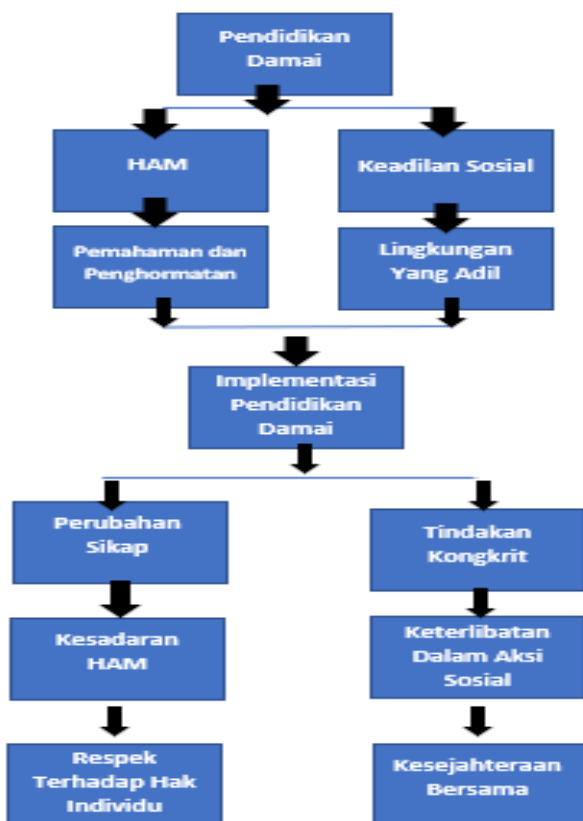 Pendidikan
Damai
HAM
Keadilan Sosial
Pemahaman dan
Penghormatan
Lingkungan
Yang Adil
Implementasi
Pendidikan
Damai
Perubahan
Sikap
Tindakan
Kongkrit
Kesadaran
HAM
Keterlibatan
Dalam Aksi
Sosial
Respek
Terhadap Hak
Individu
Kesejahteraan
Bersama